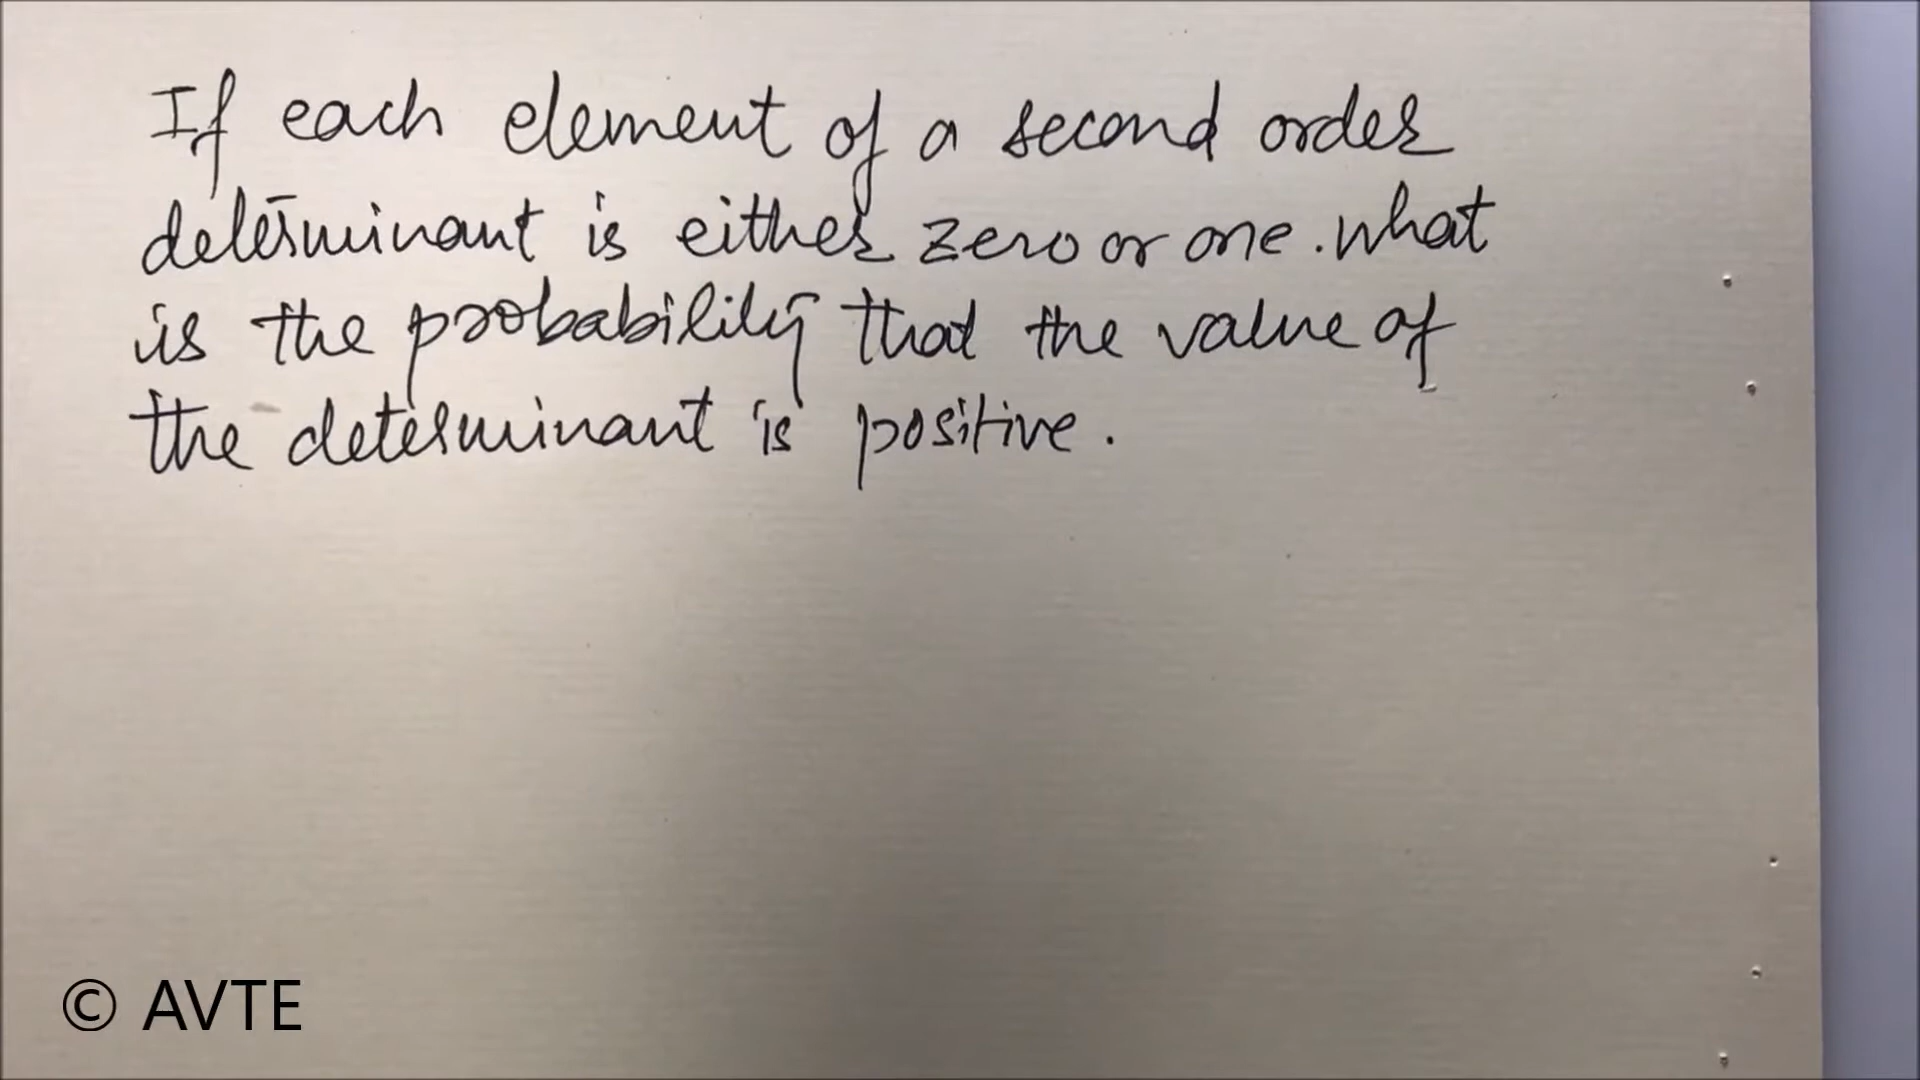 If each element of a second order
determinant is either zero or one. what
is the probability that the value of
the determinant is positive.
© AVTE